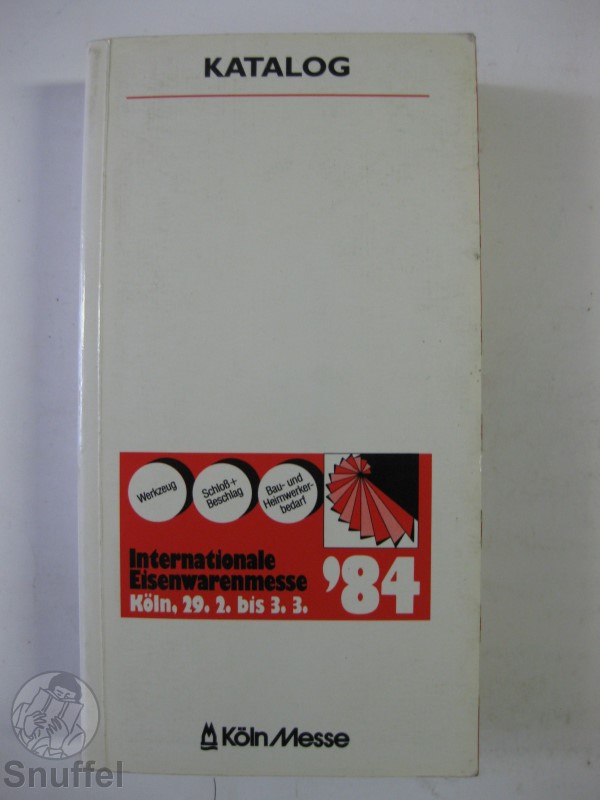 KATALOG
Werkzeug
Schloß+
Beschlag
Bau- und
Heimwerker-
bedarf
Internationale
Eisenwarenmesse
Köln, 29. 2. bis 3. 3.
'84
KölnMesse
Snuffel